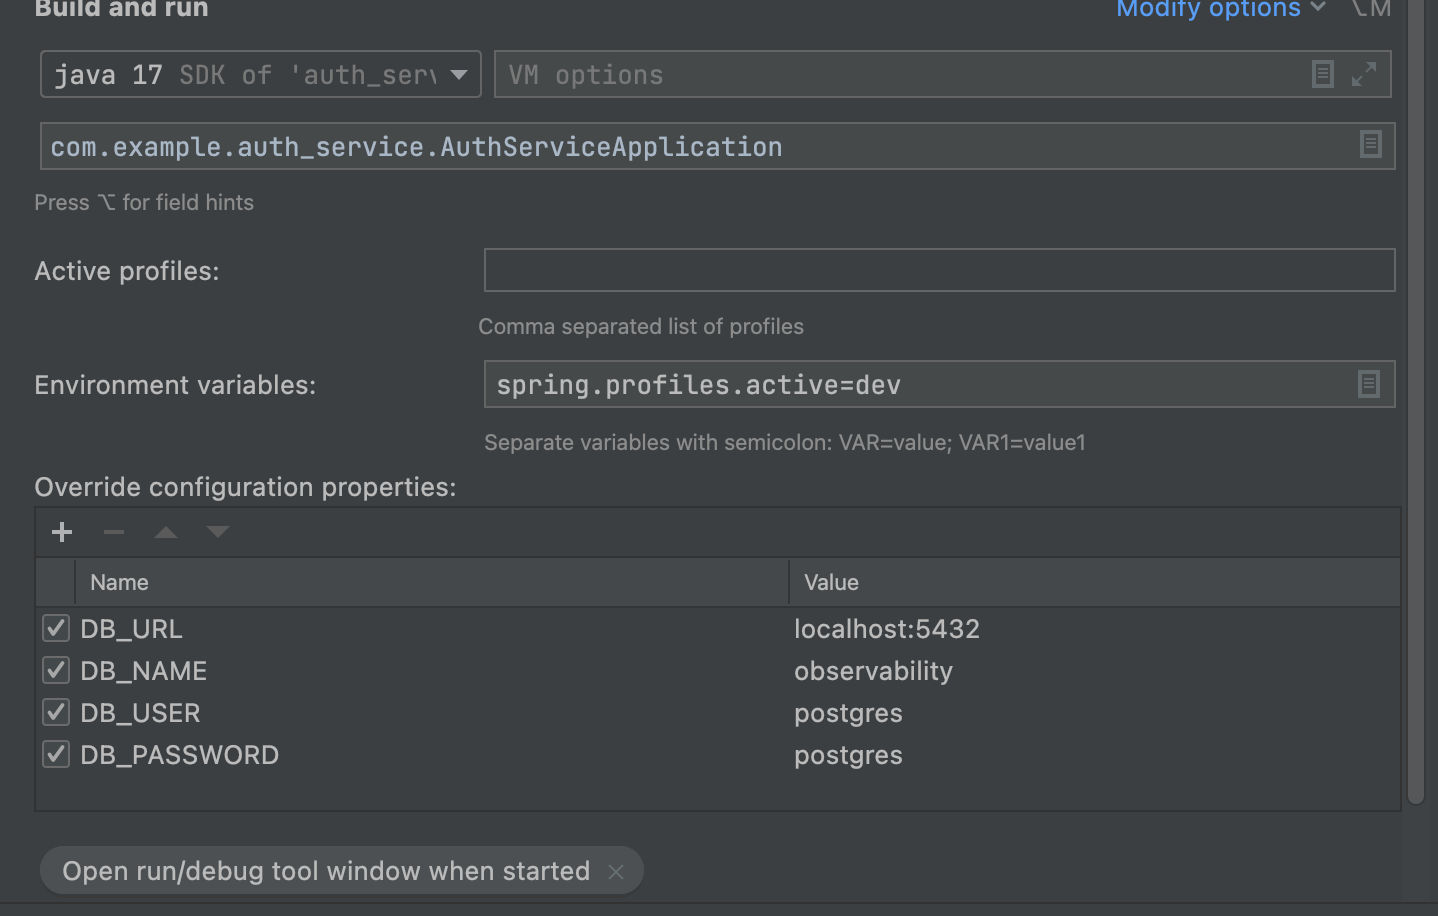 Build and run
Modify options ⌥M
java 17 SDK of 'auth_serv
VM options
com.example.auth_service.AuthServiceApplication
Press ⌥ for field hints
Active profiles:
Comma separated list of profiles
Environment variables:
spring.profiles.active=dev
Separate variables with semicolon: VAR=value; VAR1=value1
Override configuration properties:
Name Value
DB_URL localhost:5432
DB_NAME observability
DB_USER postgres
DB_PASSWORD postgres
Open run/debug tool window when started